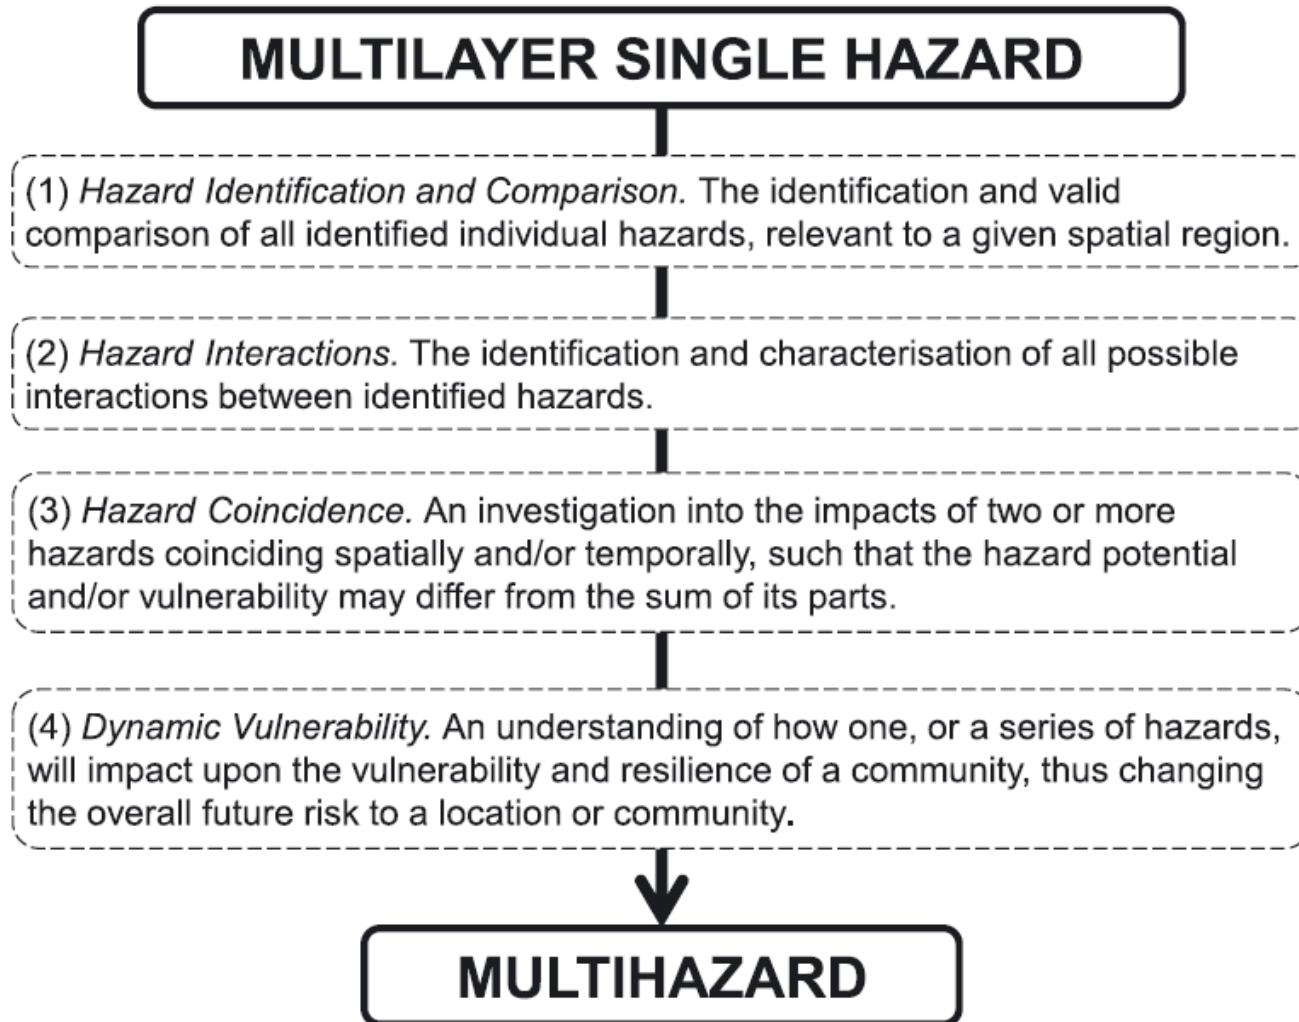 MULTILAYER SINGLE HAZARD
(1) Hazard Identification and Comparison. The identification and valid
comparison of all identified individual hazards, relevant to a given spatial region.
(2) Hazard Interactions. The identification and characterisation of all possible
interactions between identified hazards.
(3) Hazard Coincidence. An investigation into the impacts of two or more
hazards coinciding spatially and/or temporally, such that the hazard potential
and/or vulnerability may differ from the sum of its parts.
(4) Dynamic Vulnerability. An understanding of how one, or a series of hazards,
will impact upon the vulnerability and resilience of a community, thus changing
the overall future risk to a location or community.
MULTIHAZARD